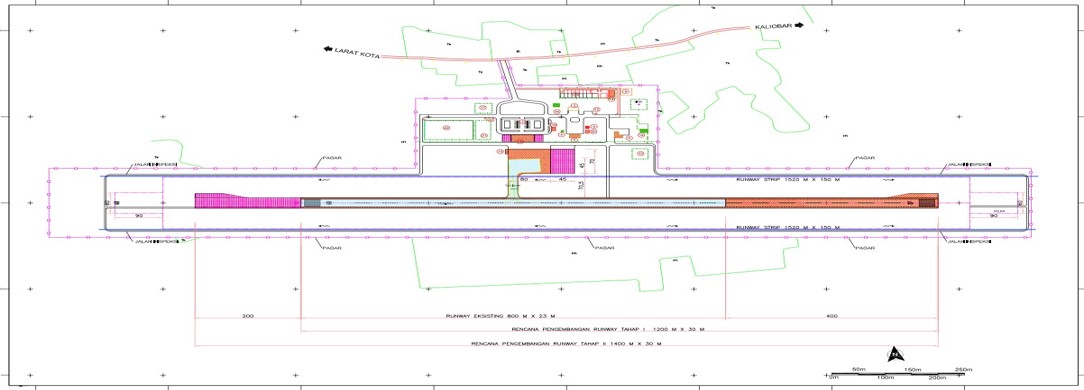 LARAT KOTA
KALIOBAR
JALAN INSPEKSI
PAGAR
PAGAR
JALAN INSPEKSI
80
45
45
70
RUNWAY STRIP 1520 M X 150 M
90
90
RUNWAY STRIP 1520 M X 150 M
JALAN INSPEKSI
PAGAR
PAGAR
PAGAR
JALAN INSPEKSI
200
RUNWAY EKSISTING 800 M X 23 M
400
RENCANA PENGEMBANGAN RUNWAY TAHAP I 1200 M X 30 M
RENCANA PENGEMBANGAN RUNWAY TAHAP II 1400 M X 30 M
N
50m 150m 250m
0m 100m 200m